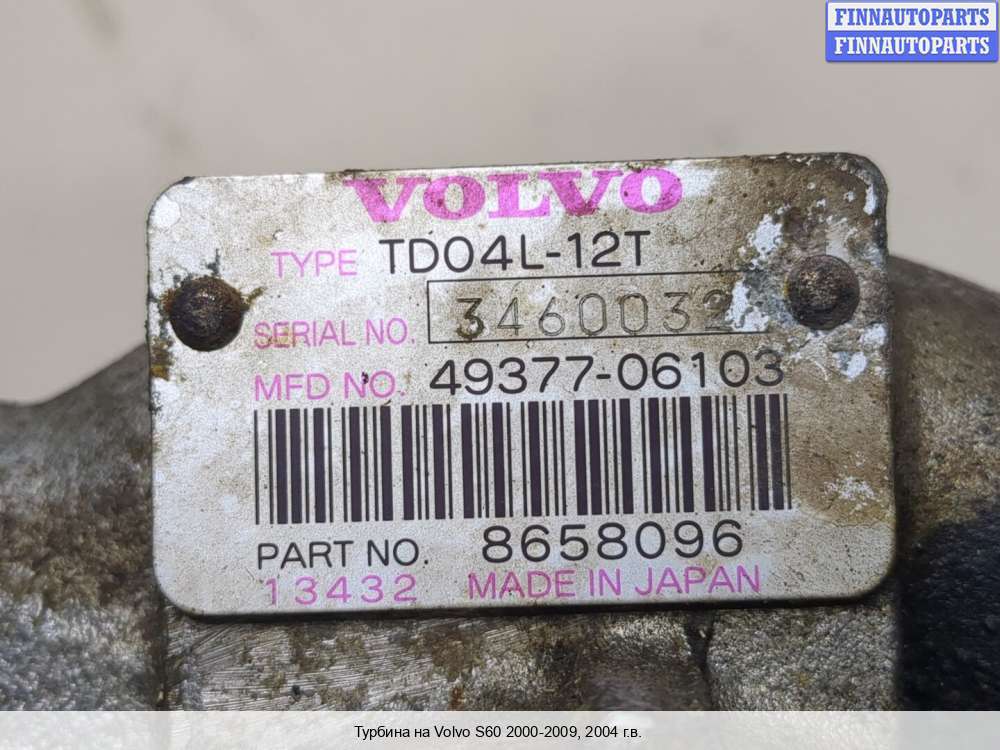 FINNAUTOPARTS
FINNAUTOPARTS
VOLVO
TYPE TD04L-12T
SERIAL NO. 3460032
MFD NO. 49377-06103
PART NO. 8658096
13432 MADE IN JAPAN
Турбина на Volvo S60 2000-2009, 2004 г.в.